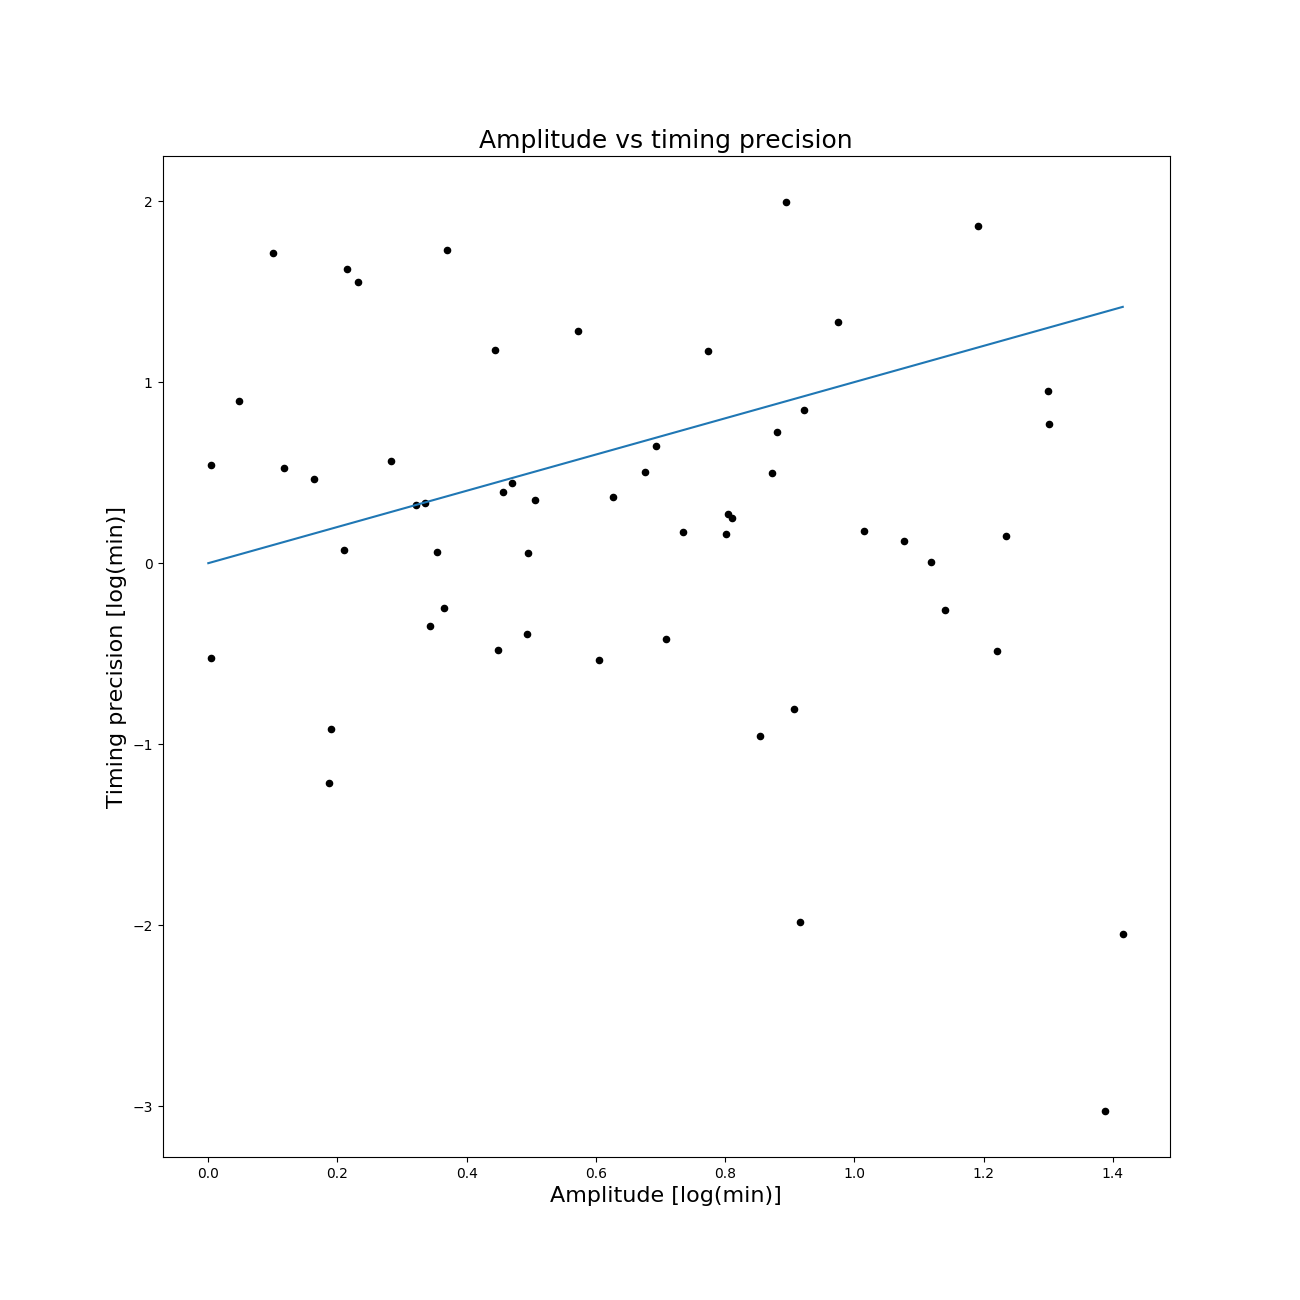 Amplitude vs timing precision
Timing precision [log(min)]
2
1
0
−1
−2
−3
0.0 0.2 0.4 0.6 0.8 1.0 1.2 1.4
Amplitude [log(min)]